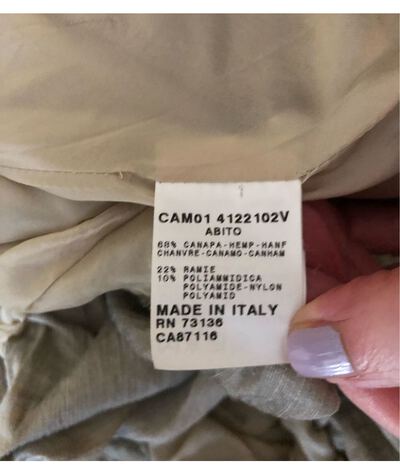 CAM01 4122102V
ABITO
68% CANAPA-HEMP-HANF
CHANVRE-CANAMO-CANHAM
22% RAMIE
10% POLIAMMIDICA
POLYAMIDE-NYLON
POLYAMID
MADE IN ITALY
RN 73136
CA87116